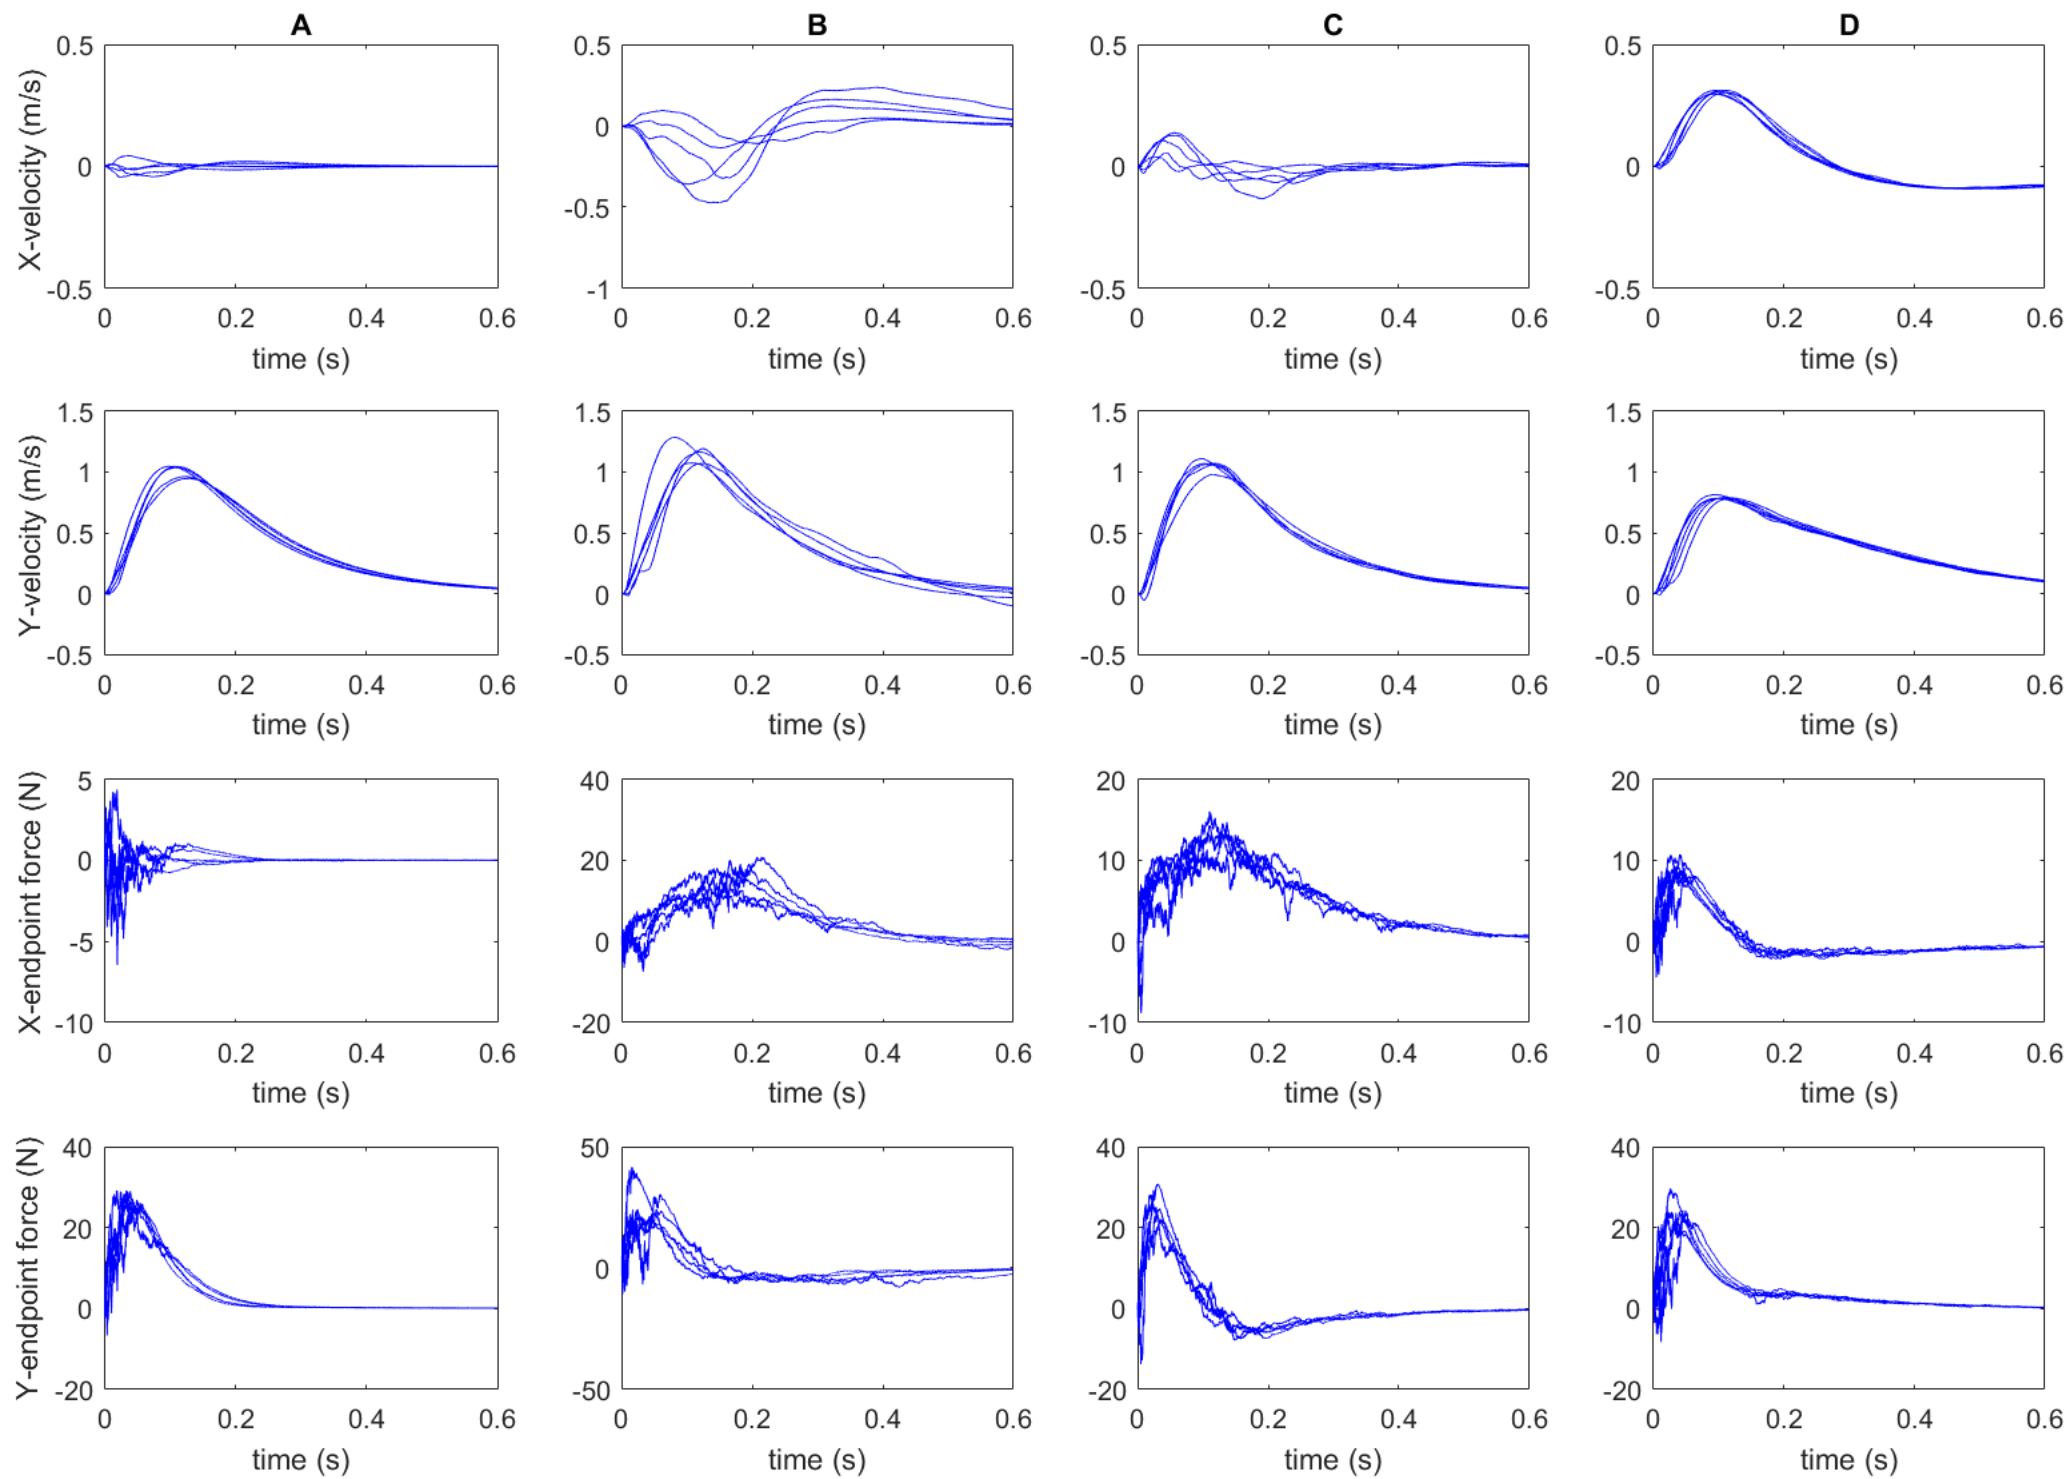 A B C D
X-velocity (m/s)
0.5 0.5 0.5 0.5
0 0 0 0
-0.5
-0.5 -1 -0.5 -0.5
0 0.2 0.4 0.6 0 0.2 0.4 0.6 0 0.2 0.4 0.6 0 0.2 0.4 0.6
time (s) time (s) time (s) time (s)
Y-velocity (m/s)
1.5 1.5 1.5 1.5
1 1 1 1
0.5 0.5 0.5 0.5
0 0 0 0
-0.5 -0.5 -0.5 -0.5
0 0.2 0.4 0.6 0 0.2 0.4 0.6 0 0.2 0.4 0.6 0 0.2 0.4 0.6
time (s) time (s) time (s) time (s)
X-endpoint force (N)
5 40 20 20
0 20 10 10
-5 0 0 0
-10 -20 -10 -10
0 0.2 0.4 0.6 0 0.2 0.4 0.6 0 0.2 0.4 0.6 0 0.2 0.4 0.6
time (s) time (s) time (s) time (s)
Y-endpoint force (N)
40 50 40 40
20 20 20
0 0 0 0
-20 -50 -20 -20
0 0.2 0.4 0.6 0 0.2 0.4 0.6 0 0.2 0.4 0.6 0 0.2 0.4 0.6
time (s) time (s) time (s) time (s)